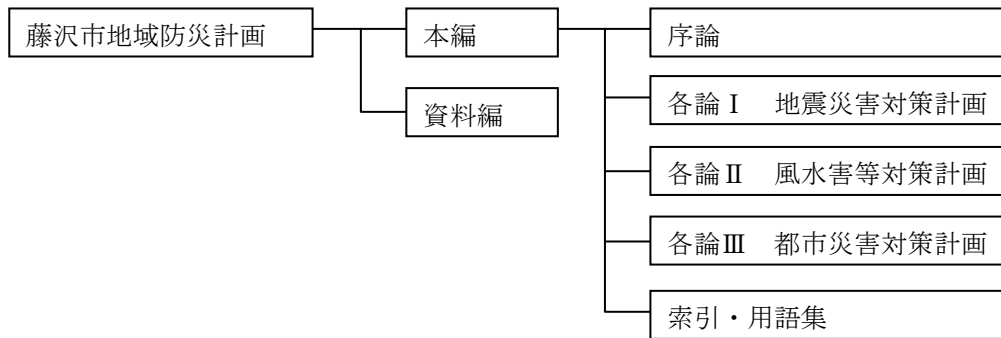 藤沢市地域防災計画
本編
資料編
序論
各論Ⅰ　地震災害対策計画
各論Ⅱ　風水害等対策計画
各論Ⅲ　都市災害対策計画
索引・用語集